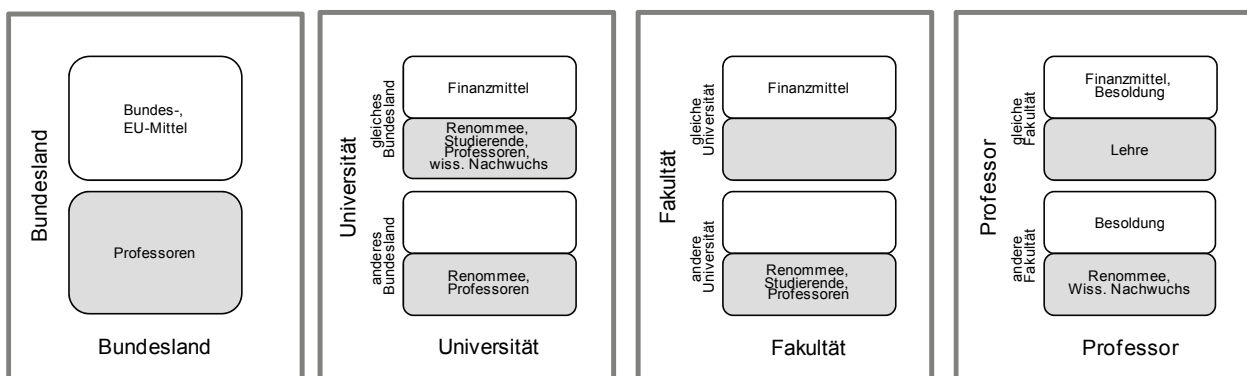 Bundesland
Bundes-,
EU-Mittel
Professoren
Bundesland
Universität
gleiches
Bundesland
Finanzmittel
Renommee,
Studierende,
Professoren,
wiss. Nachwuchs
anderes
Bundesland
Renommee,
Professoren
Universität
Fakultät
gleiche
Universität
Finanzmittel
andere
Universität
Renommee,
Studierende,
Professoren
Fakultät
Professor
gleiche
Fakultät
Finanzmittel,
Besoldung
Lehre
andere
Fakultät
Besoldung
Renommee,
Wiss. Nachwuchs
Professor